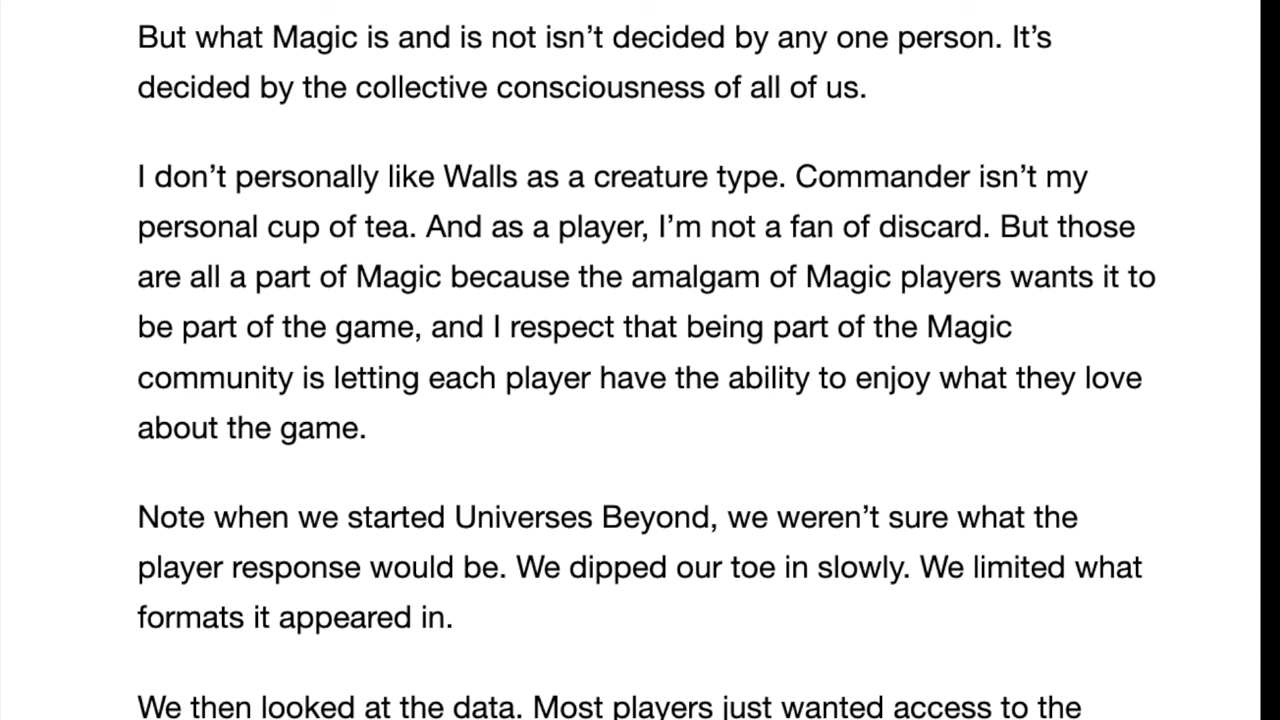 But what Magic is and is not isn’t decided by any one person. It’s
decided by the collective consciousness of all of us.
I don’t personally like Walls as a creature type. Commander isn’t my
personal cup of tea. And as a player, I’m not a fan of discard. But those
are all a part of Magic because the amalgam of Magic players wants it to
be part of the game, and I respect that being part of the Magic
community is letting each player have the ability to enjoy what they love
about the game.
Note when we started Universes Beyond, we weren’t sure what the
player response would be. We dipped our toe in slowly. We limited what
formats it appeared in.
We then looked at the data. Most players just wanted access to the